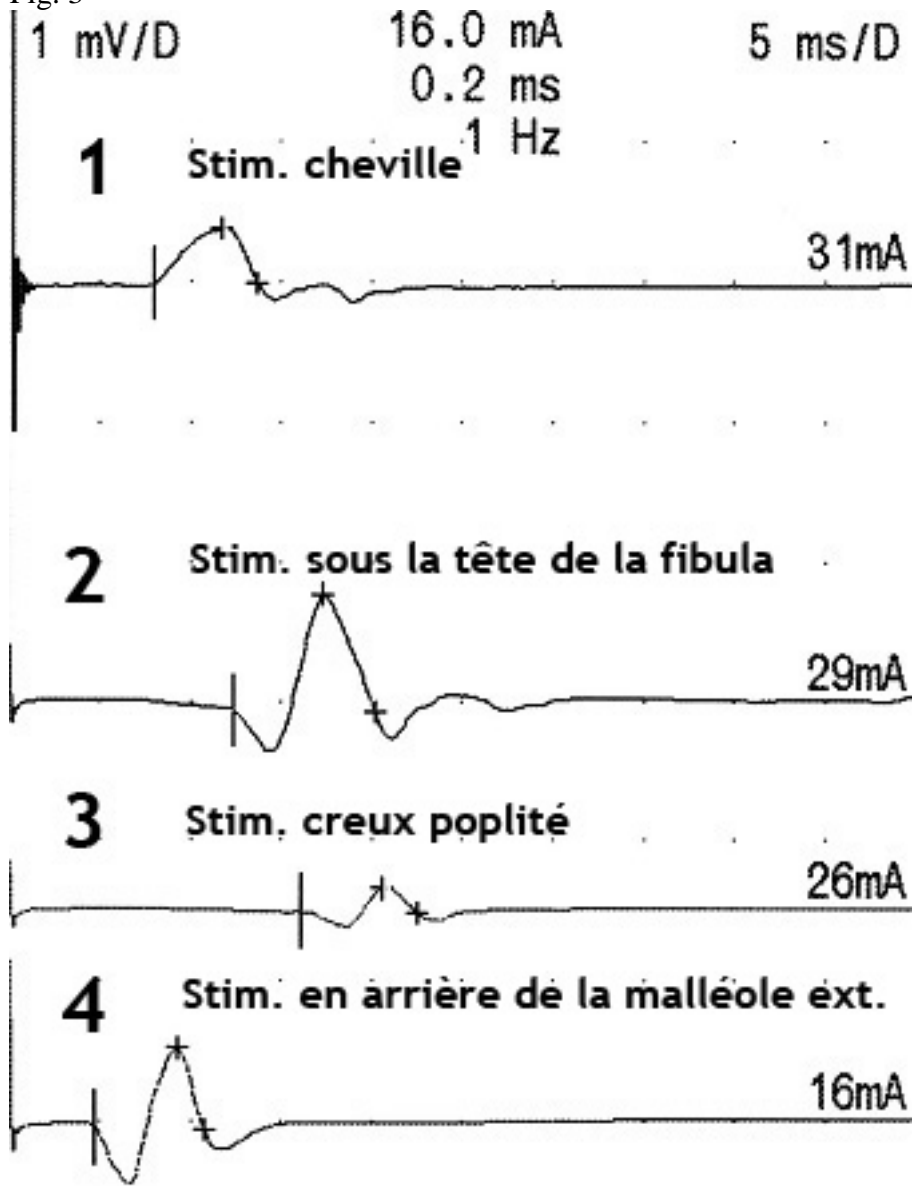 1 mV/D 16.0 mA 5 ms/D
0.2 ms
1 Hz
1 Stim. cheville
31mA
2 Stim. sous la tête de la fibula
29mA
3 Stim. creux poplité
26mA
4 Stim. en arrière de la malléole ext.
16mA